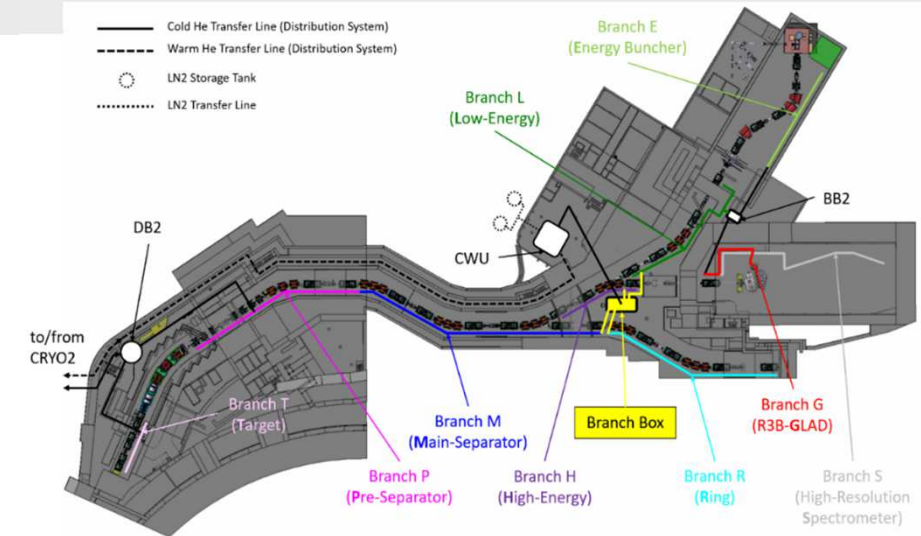 Cold He Transfer Line (Distribution System)
Warm He Transfer Line (Distribution System)
LN2 Storage Tank
LN2 Transfer Line
Branch E
(Energy Buncher)
Branch L
(Low-Energy)
BB2
DB2
CWU
to/from
CRYO2
Branch T
(Target)
Branch M
(Main-Separator)
Branch Box
Branch G
(R3B-GLAD)
Branch P
(Pre-Separator)
Branch H
(High-Energy)
Branch R
(Ring)
Branch S
(High-Resolution
Spectrometer)